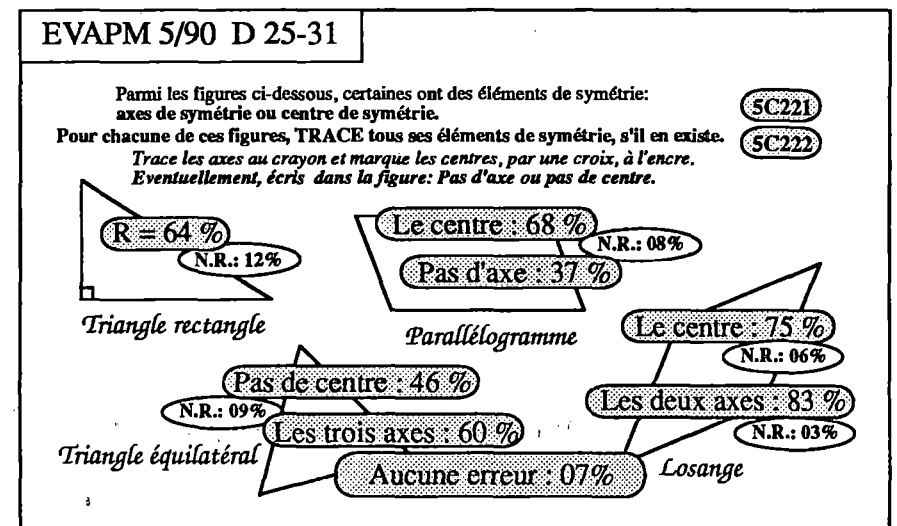 EVAPM 5/90 D 25-31
Parmi les figures ci-dessous, certaines ont des éléments de symétrie:
axes de symétrie ou centre de symétrie.
5C221
Pour chacune de ces figures, TRACE tous ses éléments de symétrie, s'il en existe.
5C222
Trace les axes au crayon et marque les centres, par une croix, à l'encre.
Eventuellement, écris dans la figure: Pas d'axe ou pas de centre.
R = 64 %
N.R.: 12%
Triangle rectangle
Le centre : 68 %
N.R.: 08%
Pas d'axe : 37 %
Parallélogramme
Le centre : 75 %
N.R.: 06%
Les deux axes : 83 %
N.R.: 03%
Losange
Pas de centre : 46 %
N.R.: 09%
Les trois axes : 60 %
Triangle équilatéral
Aucune erreur : 07%